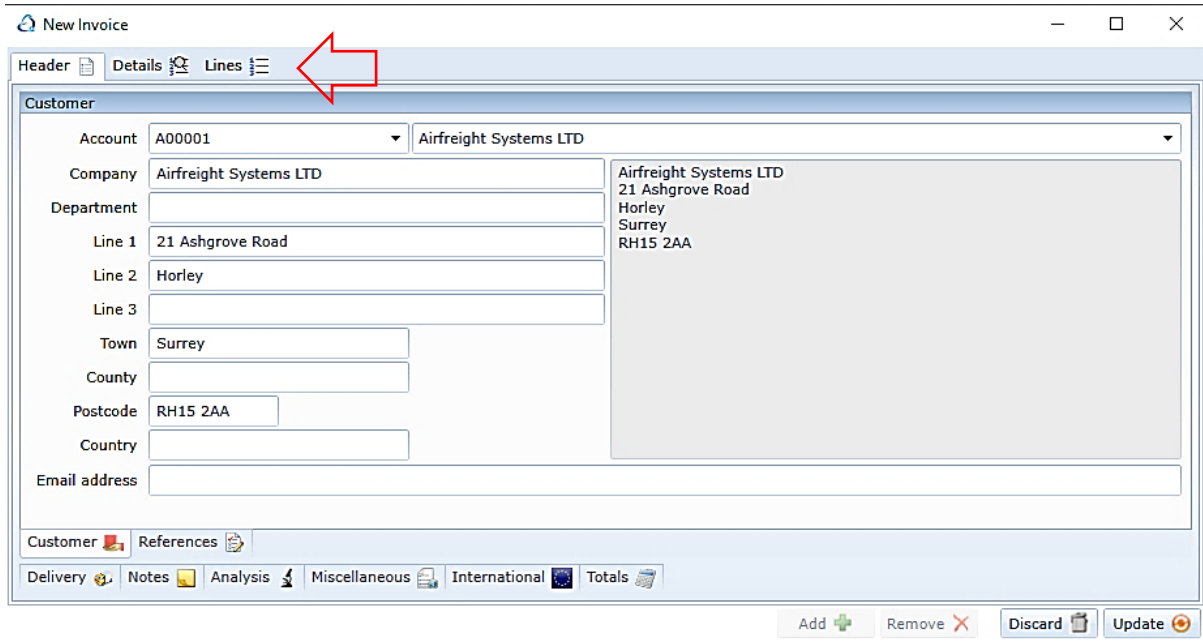 New Invoice
Header Details Lines
Customer
Account A00001 Airfreight Systems LTD
Company Airfreight Systems LTD
Airfreight Systems LTD
21 Ashgrove Road
Horley
Surrey
RH15 2AA
Department
Line 1 21 Ashgrove Road
Line 2 Horley
Line 3
Town Surrey
County
Postcode RH15 2AA
Country
Email address
Customer References
Delivery Notes Analysis Miscellaneous International Totals
Add Remove Discard Update